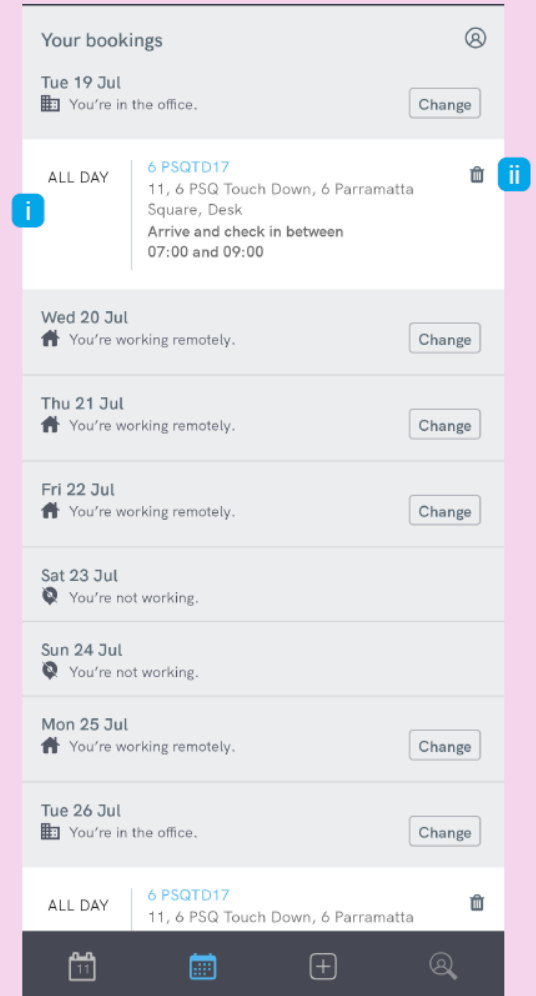 Your bookings
Tue 19 Jul
You're in the office.
Change
ALL DAY
6 PSQTD17
11, 6 PSQ Touch Down, 6 Parramatta
Square, Desk
Arrive and check in between
07:00 and 09:00
i
ii
Wed 20 Jul
You're working remotely.
Change
Thu 21 Jul
You're working remotely.
Change
Fri 22 Jul
You're working remotely.
Change
Sat 23 Jul
You're not working.
Sun 24 Jul
You're not working.
Mon 25 Jul
You're working remotely.
Change
Tue 26 Jul
You're in the office.
Change
ALL DAY
6 PSQTD17
11, 6 PSQ Touch Down, 6 Parramatta
11